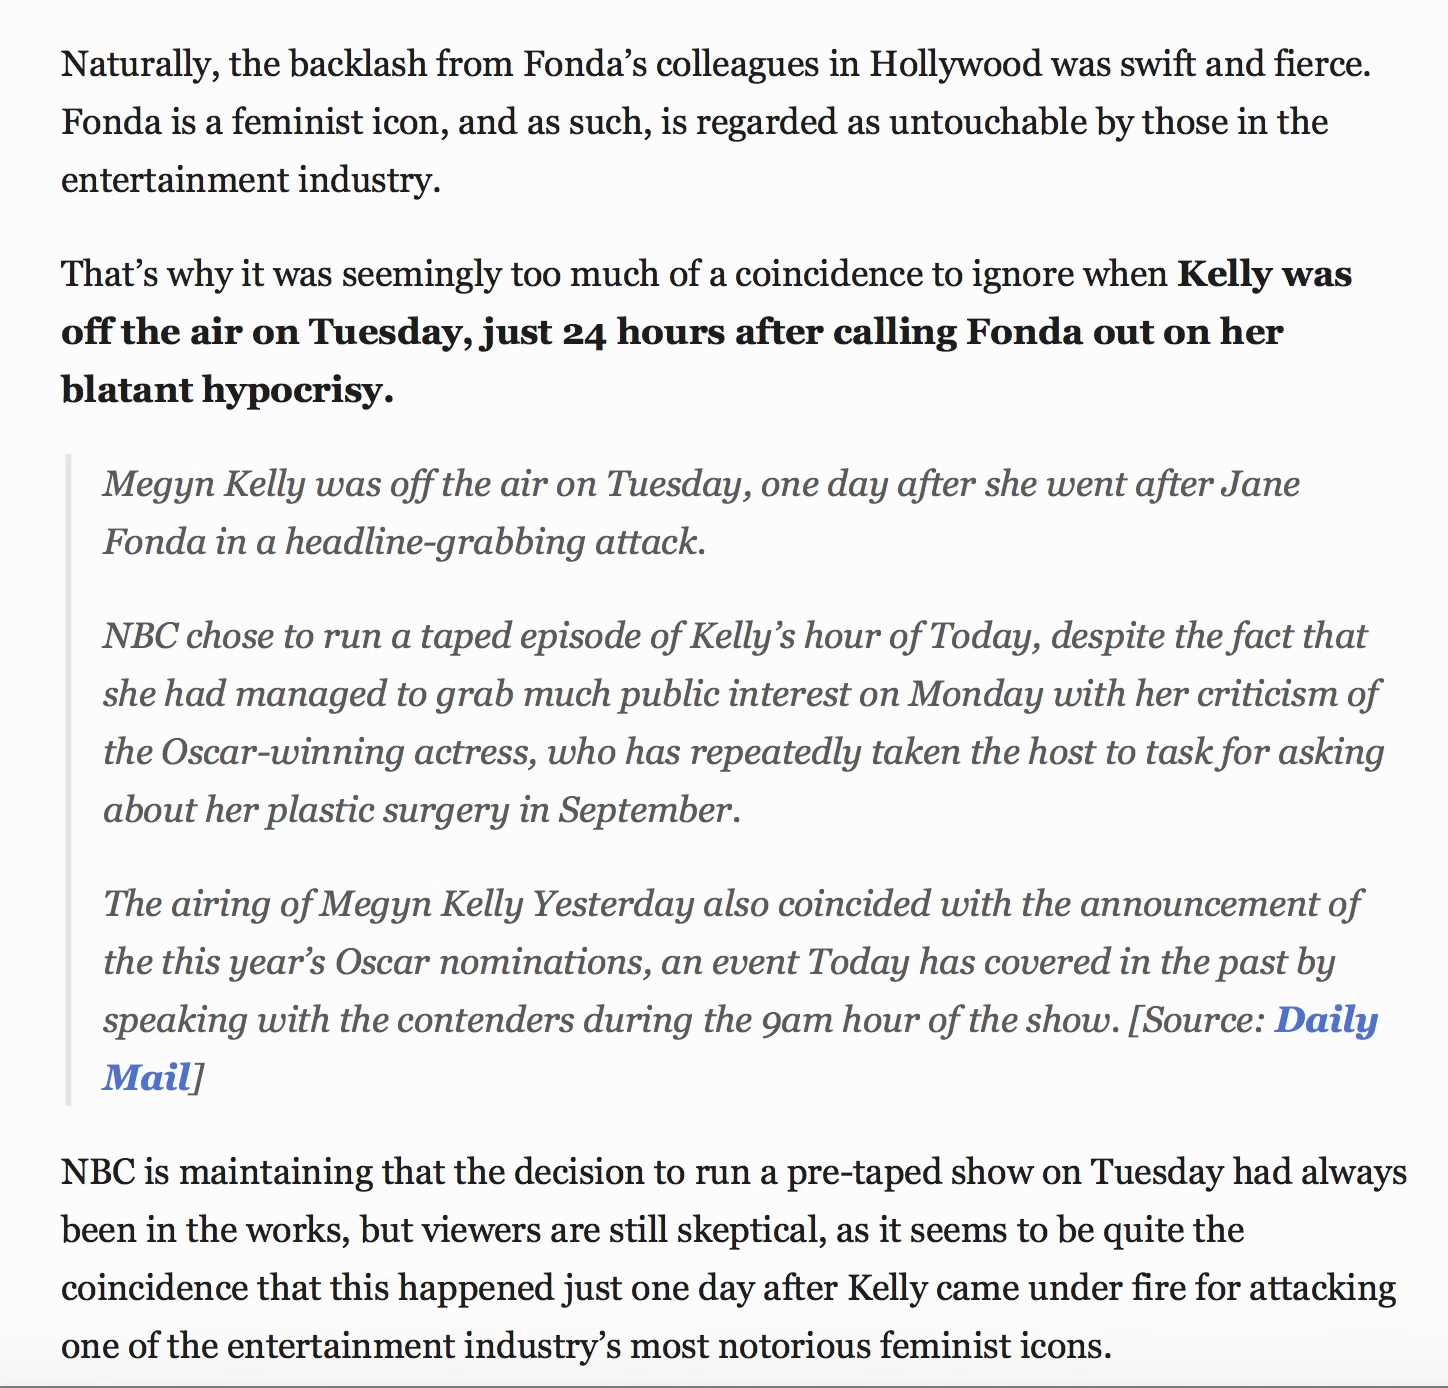 Naturally, the backlash from Fonda’s colleagues in Hollywood was swift and fierce.
Fonda is a feminist icon, and as such, is regarded as untouchable by those in the
entertainment industry.
That’s why it was seemingly too much of a coincidence to ignore when Kelly was
off the air on Tuesday, just 24 hours after calling Fonda out on her
blatant hypocrisy.
Megyn Kelly was off the air on Tuesday, one day after she went after Jane
Fonda in a headline-grabbing attack.
NBC chose to run a taped episode of Kelly’s hour of Today, despite the fact that
she had managed to grab much public interest on Monday with her criticism of
the Oscar-winning actress, who has repeatedly taken the host to task for asking
about her plastic surgery in September.
The airing of Megyn Kelly Yesterday also coincided with the announcement of
the this year’s Oscar nominations, an event Today has covered in the past by
speaking with the contenders during the 9am hour of the show. [Source: Daily
Mail]
NBC is maintaining that the decision to run a pre-taped show on Tuesday had always
been in the works, but viewers are still skeptical, as it seems to be quite the
coincidence that this happened just one day after Kelly came under fire for attacking
one of the entertainment industry’s most notorious feminist icons.